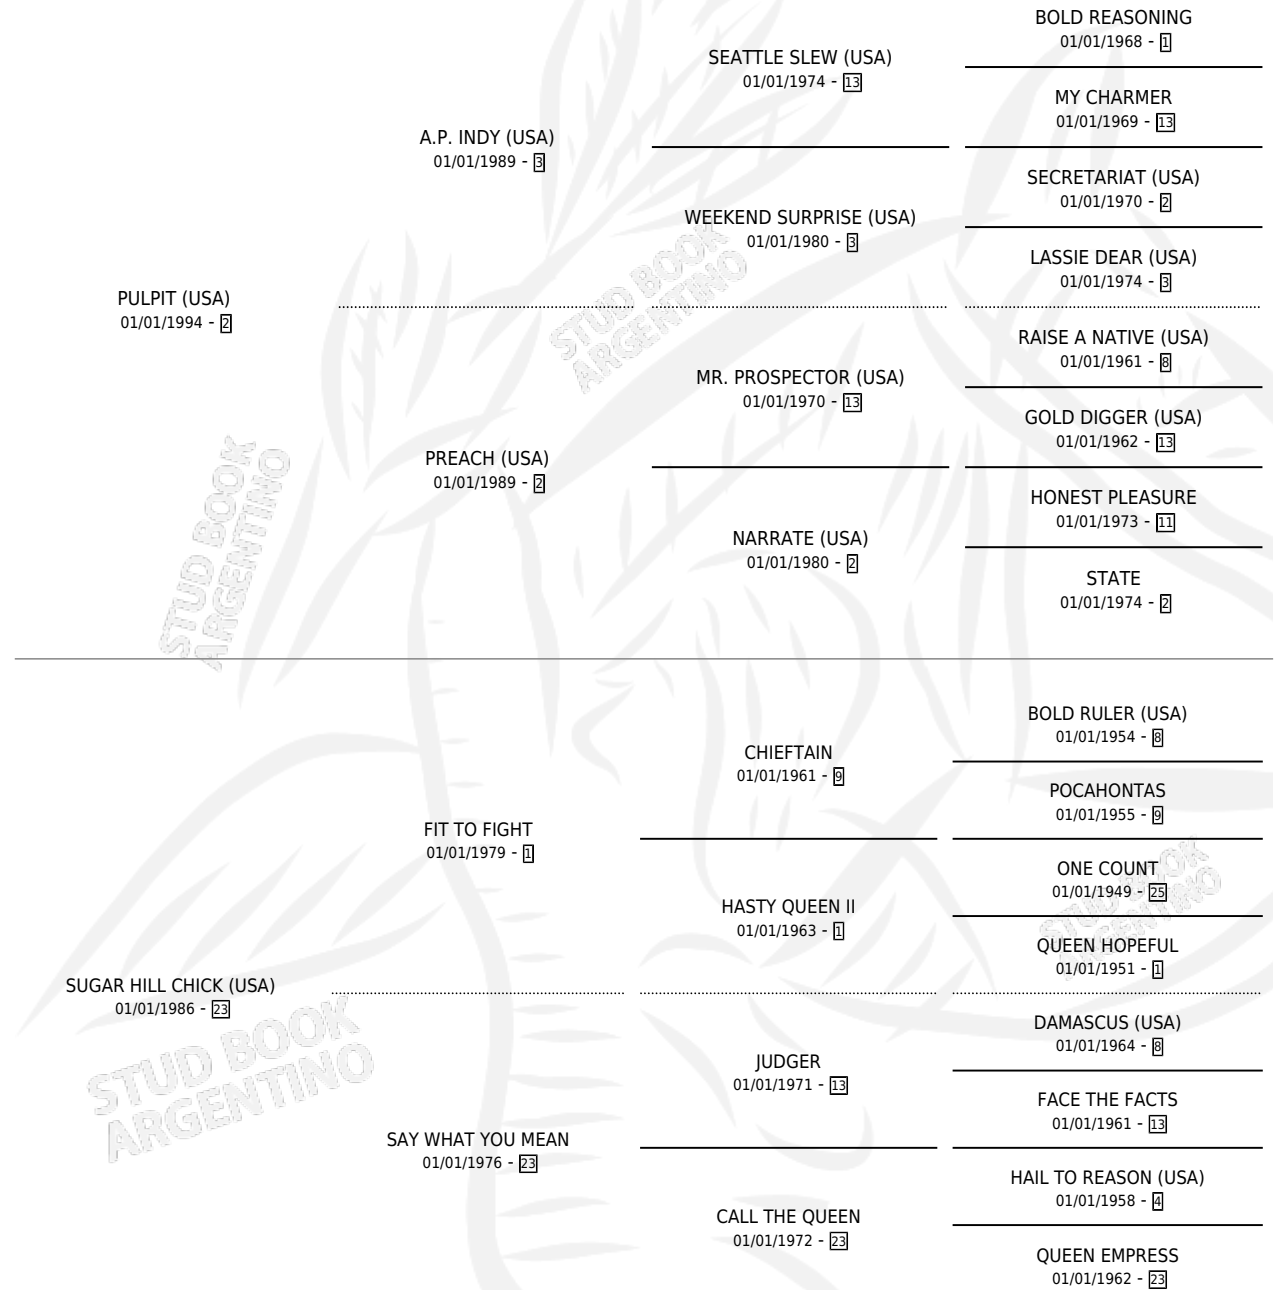 BOLD REASONING
01/01/1968 - 1
SEATTLE SLEW (USA)
01/01/1974 - 13
MY CHARMER
01/01/1969 - 13
A.P. INDY (USA)
01/01/1989 - 3
SECRETARIAT (USA)
01/01/1970 - 2
WEEKEND SURPRISE (USA)
01/01/1980 - 3
LASSIE DEAR (USA)
01/01/1974 - 3
STUD BOOK
ARGENTINO
PULPIT (USA)
01/01/1994 - 2
RAISE A NATIVE (USA)
01/01/1961 - 8
MR. PROSPECTOR (USA)
01/01/1970 - 13
GOLD DIGGER (USA)
01/01/1962 - 13
PREACH (USA)
01/01/1989 - 2
HONEST PLEASURE
01/01/1973 - 11
NARRATE (USA)
01/01/1980 - 2
STATE
01/01/1974 - 2
STUD BOOK
ARGENTINO
BOLD RULER (USA)
01/01/1954 - 8
CHIEFTAIN
01/01/1961 - 9
POCAHONTAS
01/01/1955 - 9
FIT TO FIGHT
01/01/1979 - 1
ONE COUNT
01/01/1949 - 25
HASTY QUEEN II
01/01/1963 - 1
QUEEN HOPEFUL
01/01/1951 - 1
STUD BOOK
ARGENTINO
SUGAR HILL CHICK (USA)
01/01/1986 - 23
DAMASCUS (USA)
01/01/1964 - 8
JUDGER
01/01/1971 - 13
FACE THE FACTS
01/01/1961 - 13
STUD BOOK
ARGENTINO
SAY WHAT YOU MEAN
01/01/1976 - 23
HAIL TO REASON (USA)
01/01/1958 - 4
CALL THE QUEEN
01/01/1972 - 23
QUEEN EMPRESS
01/01/1962 - 23